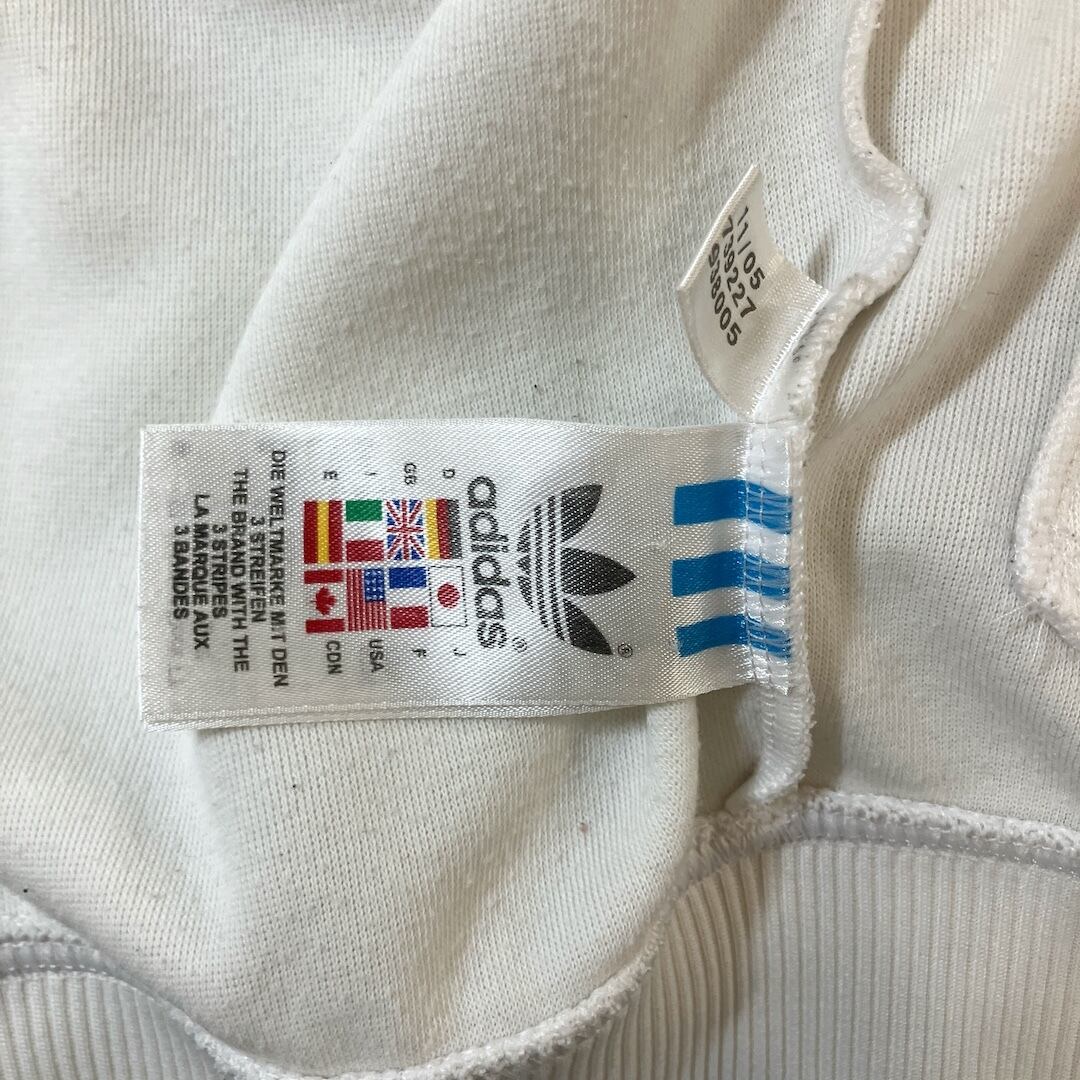 adidas®
®
D
J
GB
F
I
USA
E
CDN
DIE WELTMARKE MIT DEN
3 STREIFEN
THE BRAND WITH THE
3 STRIPES
LA MARQUE AUX
3 BANDES
11/05
739227
988005